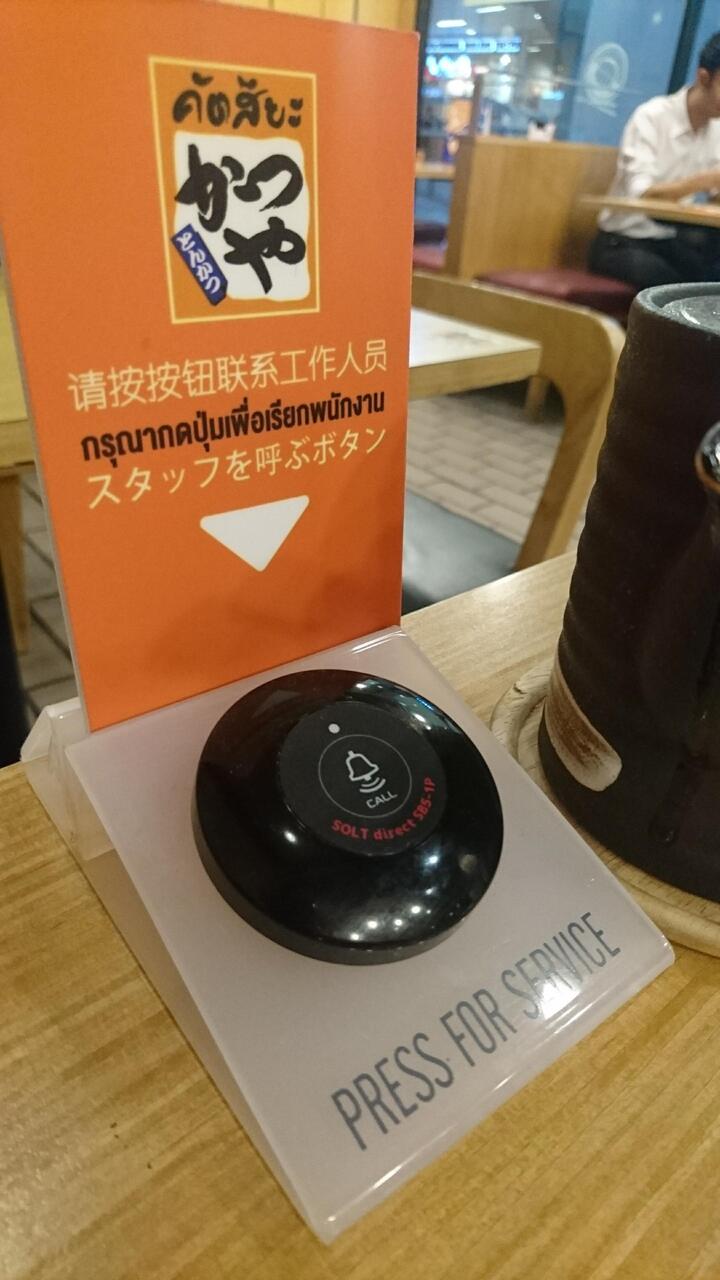 คัตสึยะ
かつや
とんかつ
请按按钮联系工作人员
กรุณากดปุ่มเพื่อเรียกพนักงาน
スタッフを呼ぶボタン
CALL
SOLT direct SB5-1P
PRESS FOR SERVICE